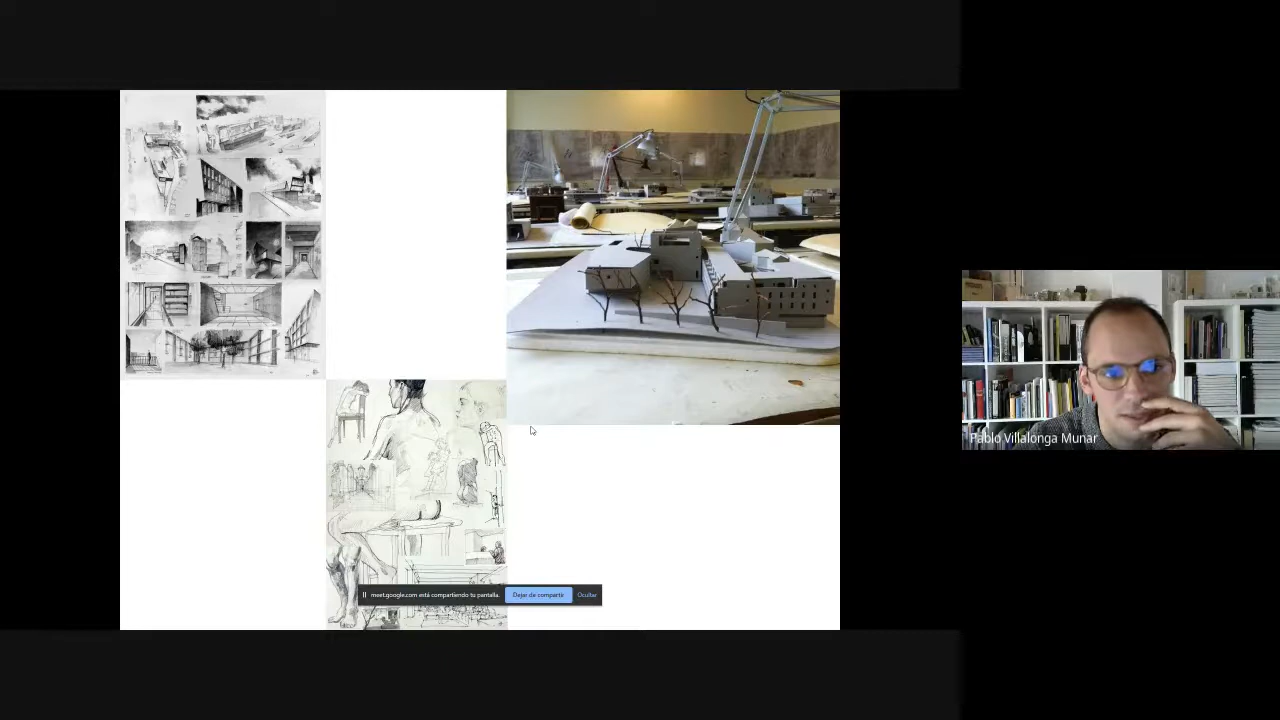 Pablo Villalonga Munar
meet.google.com está compartiendo tu pantalla.
Dejar de compartir
Ocultar